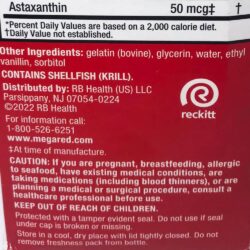 Astaxanthin 50 mcg‡ †
*Percent Daily Values are based on a 2,000 calorie diet.
†Daily Value not established.
Other Ingredients: gelatin (bovine), glycerin, water, ethyl
vanillin, sorbitol
CONTAINS SHELLFISH (KRILL).
Distributed by: RB Health (US) LLC
Parsippany, NJ 07054-0224
©2022 RB Health
reckitt
For information call:
1-800-526-6251
www.megared.com
‡At time of manufacture.
CAUTION: If you are pregnant, breastfeeding, allergic
to seafood, have existing medical conditions, are
taking medications (including blood thinners), or are
planning a medical or surgical procedure, consult a
healthcare professional before use.
KEEP OUT OF REACH OF CHILDREN.
Protected with a tamper evident seal. Do not use if seal
under cap is broken or missing.
Store in a cool, dry place with lid tightly closed. Do not
remove freshness pack from bottle.